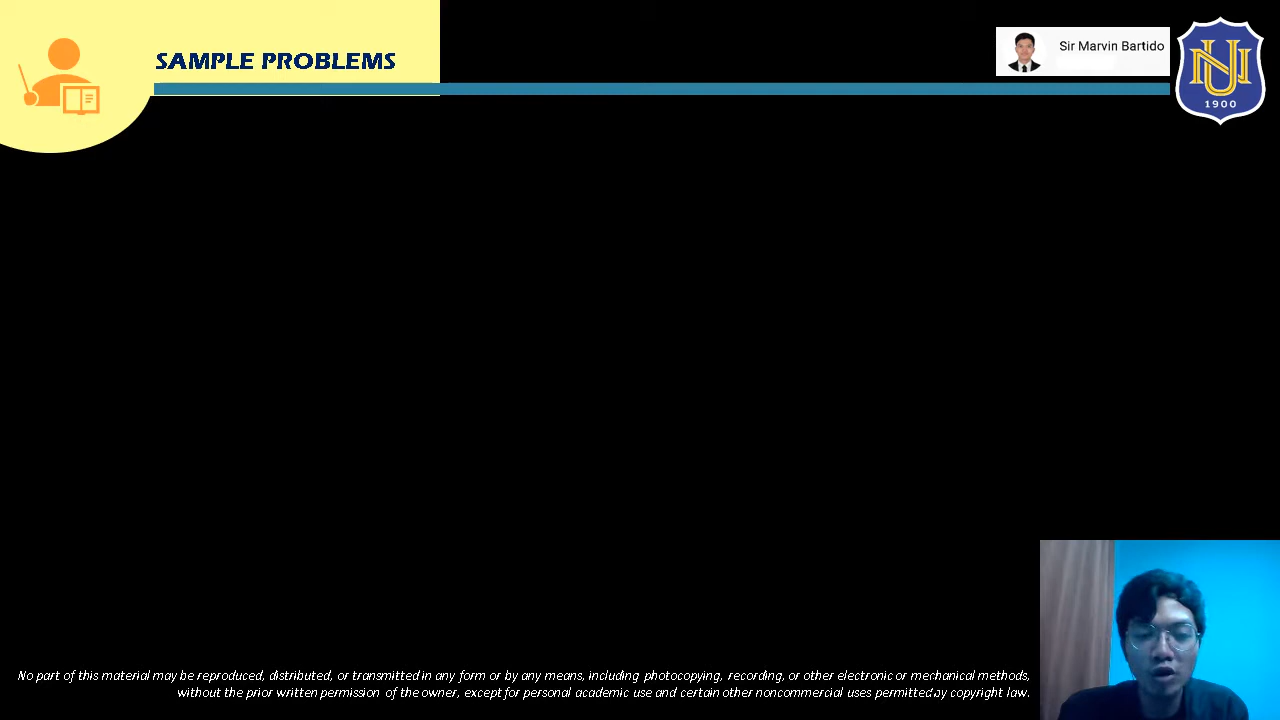 SAMPLE PROBLEMS
Sir Marvin Bartido
NU
1900
No part of this material may be reproduced, distributed, or transmitted in any form or by any means, including photocopying, recording, or other electronic or mechanical methods,
without the prior written permission of the owner, except for personal academic use and certain other noncommercial uses permitted by copyright law.